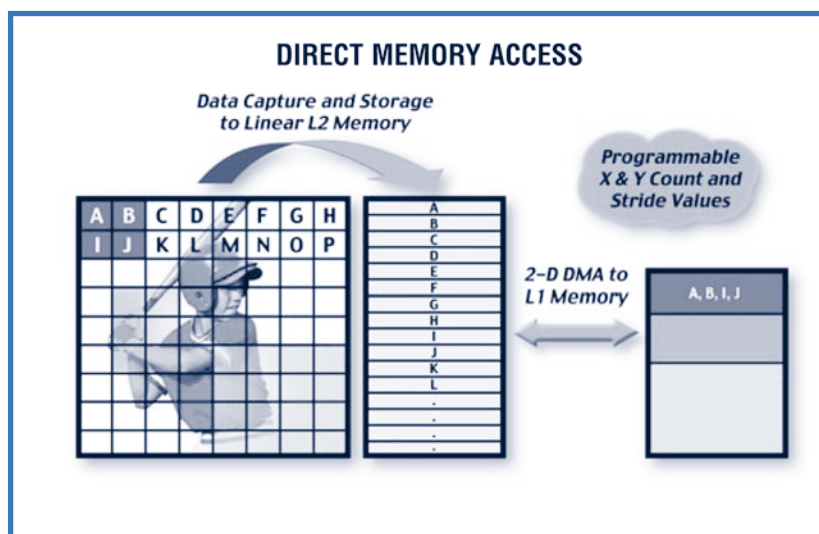 DIRECT MEMORY ACCESS
Data Capture and Storage
to Linear L2 Memory
Programmable
X & Y Count and
Stride Values
A B C D E F G H
I J K L M N O P
A
B
C
D
E
F
G
H
I
J
K
L
.
.
.
.
2-D DMA to
L1 Memory
A, B, I, J